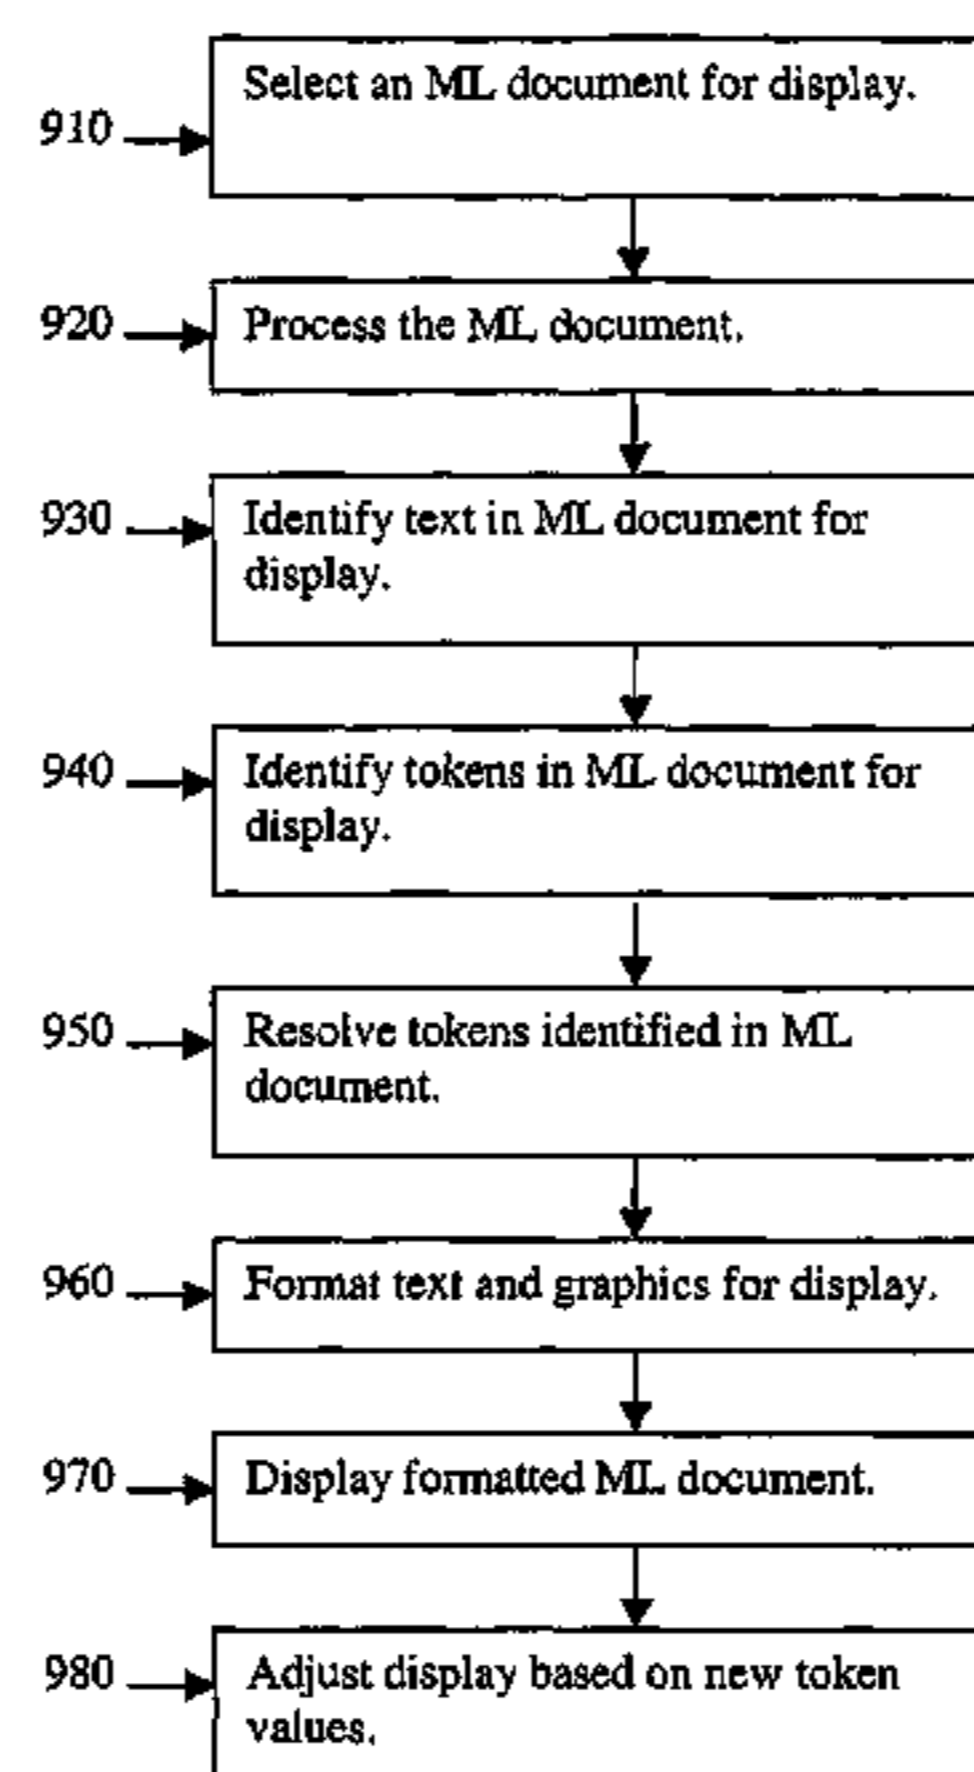 Select an ML document for display.
910
920
Process the ML document.
930
Identify text in ML document for
display.
940
Identify tokens in ML document for
display.
950
Resolve tokens identified in ML
document.
960
Format text and graphics for display.
970
Display formatted ML document.
980
Adjust display based on new token
values.